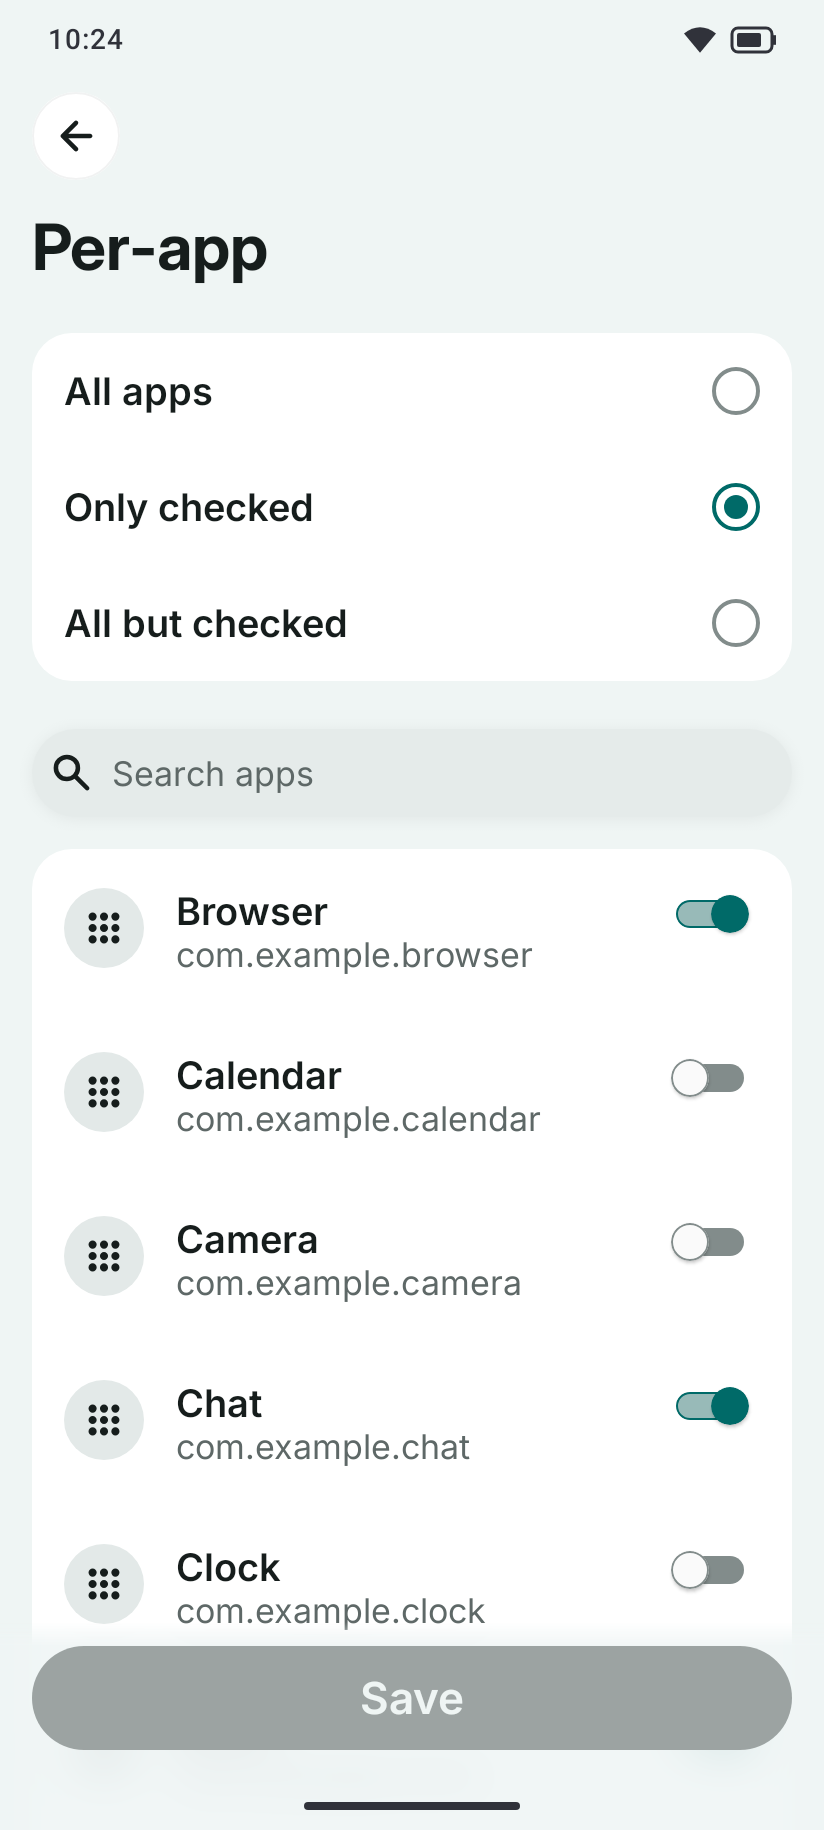 10:24
Per-app
All apps
Only checked
All but checked
Search apps
Browser
com.example.browser
Calendar
com.example.calendar
Camera
com.example.camera
Chat
com.example.chat
Clock
com.example.clock
Save